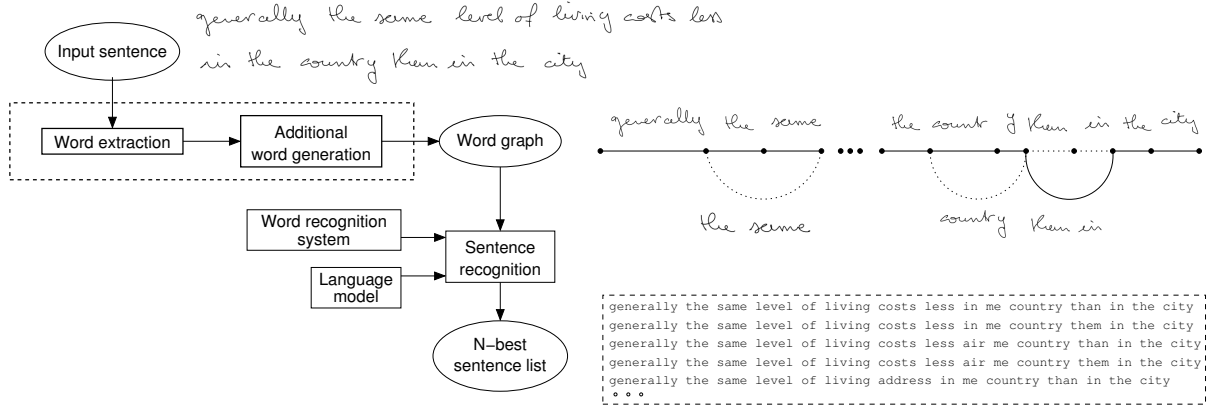 generally the same level of living costs less
in the country than in the city
Input sentence
Word extraction
Additional
word generation
Word graph
Word recognition
system
Language
model
Sentence
recognition
N−best
sentence list
generally the same
the count y than in the city
the same
country than in
generally the same level of living costs less in me country than in the city
generally the same level of living costs less in me country them in the city
generally the same level of living costs less air me country than in the city
generally the same level of living costs less air me country them in the city
generally the same level of living address in me country than in the city